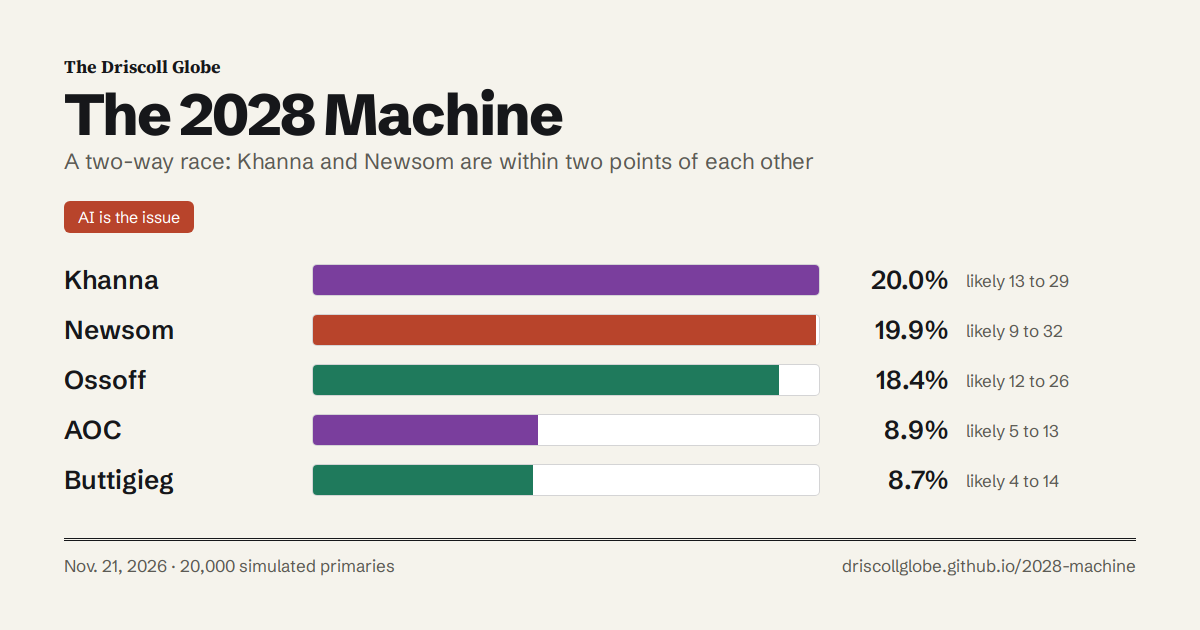 The Driscoll Globe
The 2028 Machine
A two-way race: Khanna and Newsom are within two points of each other
AI is the issue
Khanna 20.0% likely 13 to 29
Newsom 19.9% likely 9 to 32
Ossoff 18.4% likely 12 to 26
AOC 8.9% likely 5 to 13
Buttigieg 8.7% likely 4 to 14
Nov. 21, 2026 · 20,000 simulated primaries driscollglobe.github.io/2028-machine